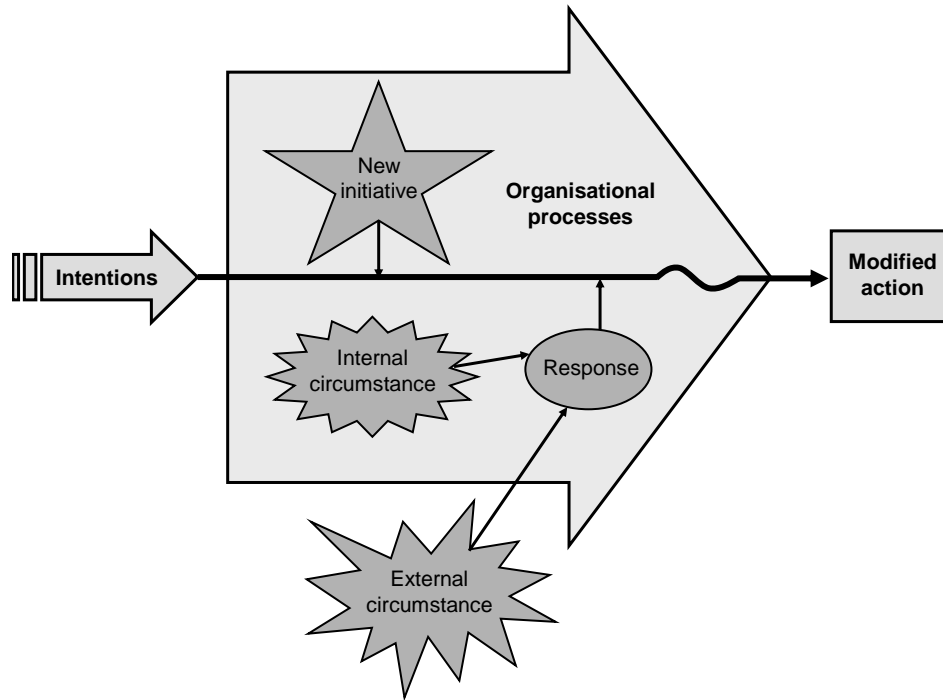 New
initiative
Organisational
processes
Intentions
Modified
action
Internal
circumstance
Response
External
circumstance